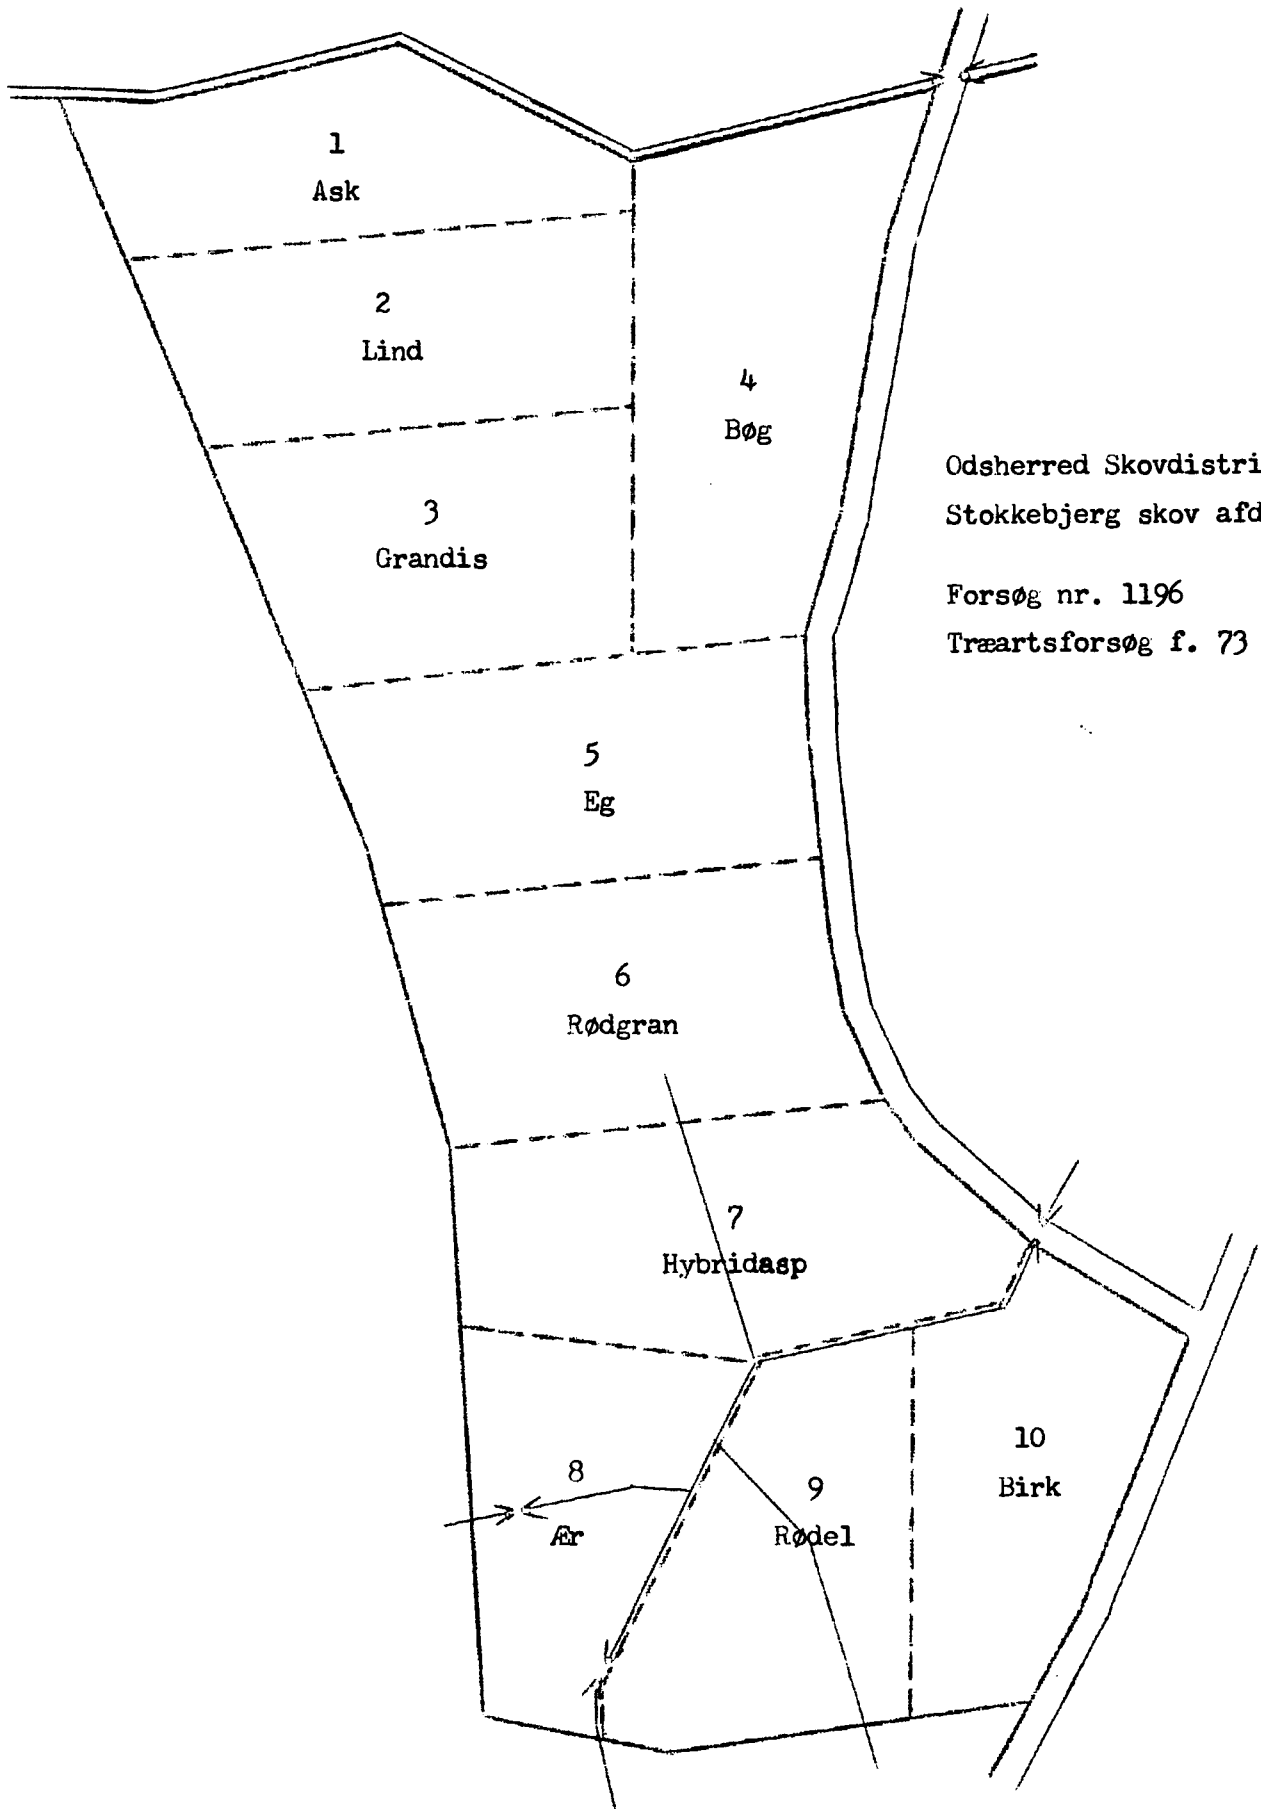 1
Ask
2
Lind
3
Grandis
4
Bøg
Odsherred Skovdistri
Stokkebjerg skov afd
Forsøg nr. 1196
Træartsforsøg f. 73
5
Eg
6
Rødgran
7
Hybridasp
8
Ær
9
Rødel
10
Birk